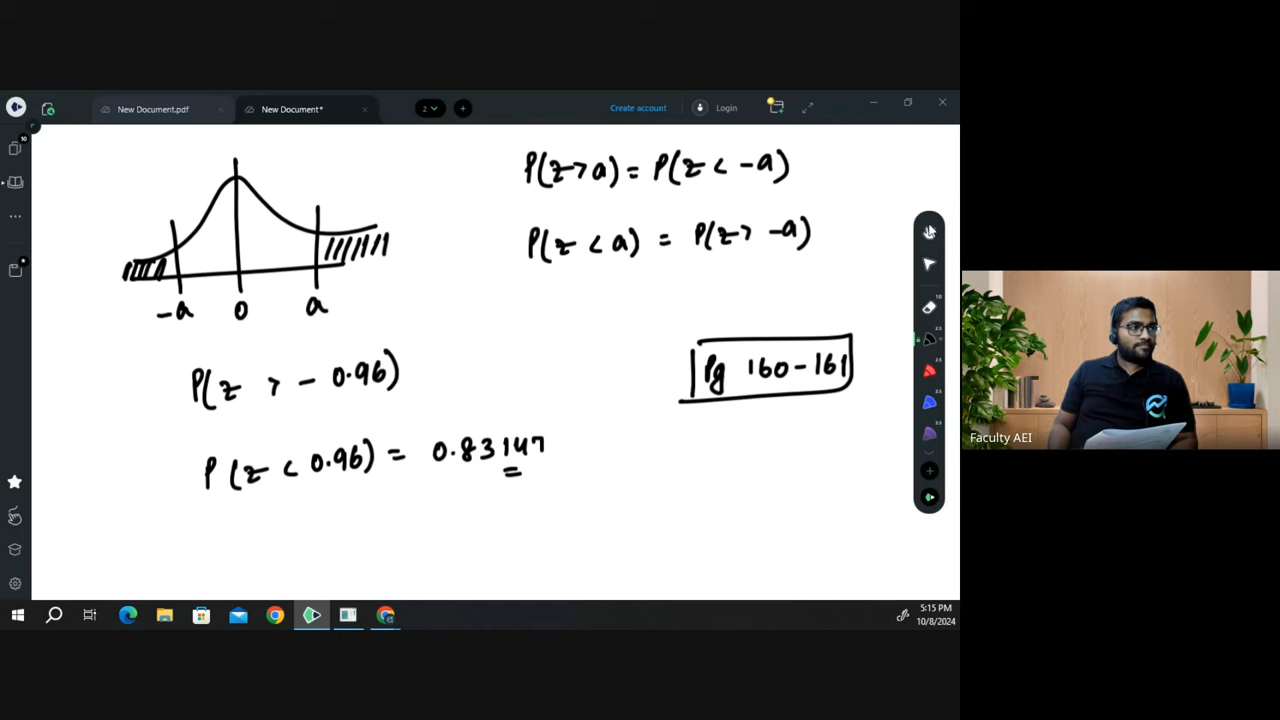 New Document.pdf
New Document*
2
Create account
Login
P(z>a) = P(z < -a)
P(z < a) = P(z> -a)
-a 0 a
P(z > - 0.96)
Pg 160-161
P(z < 0.96) = 0.83147
Faculty AEI
5:15 PM
10/8/2024